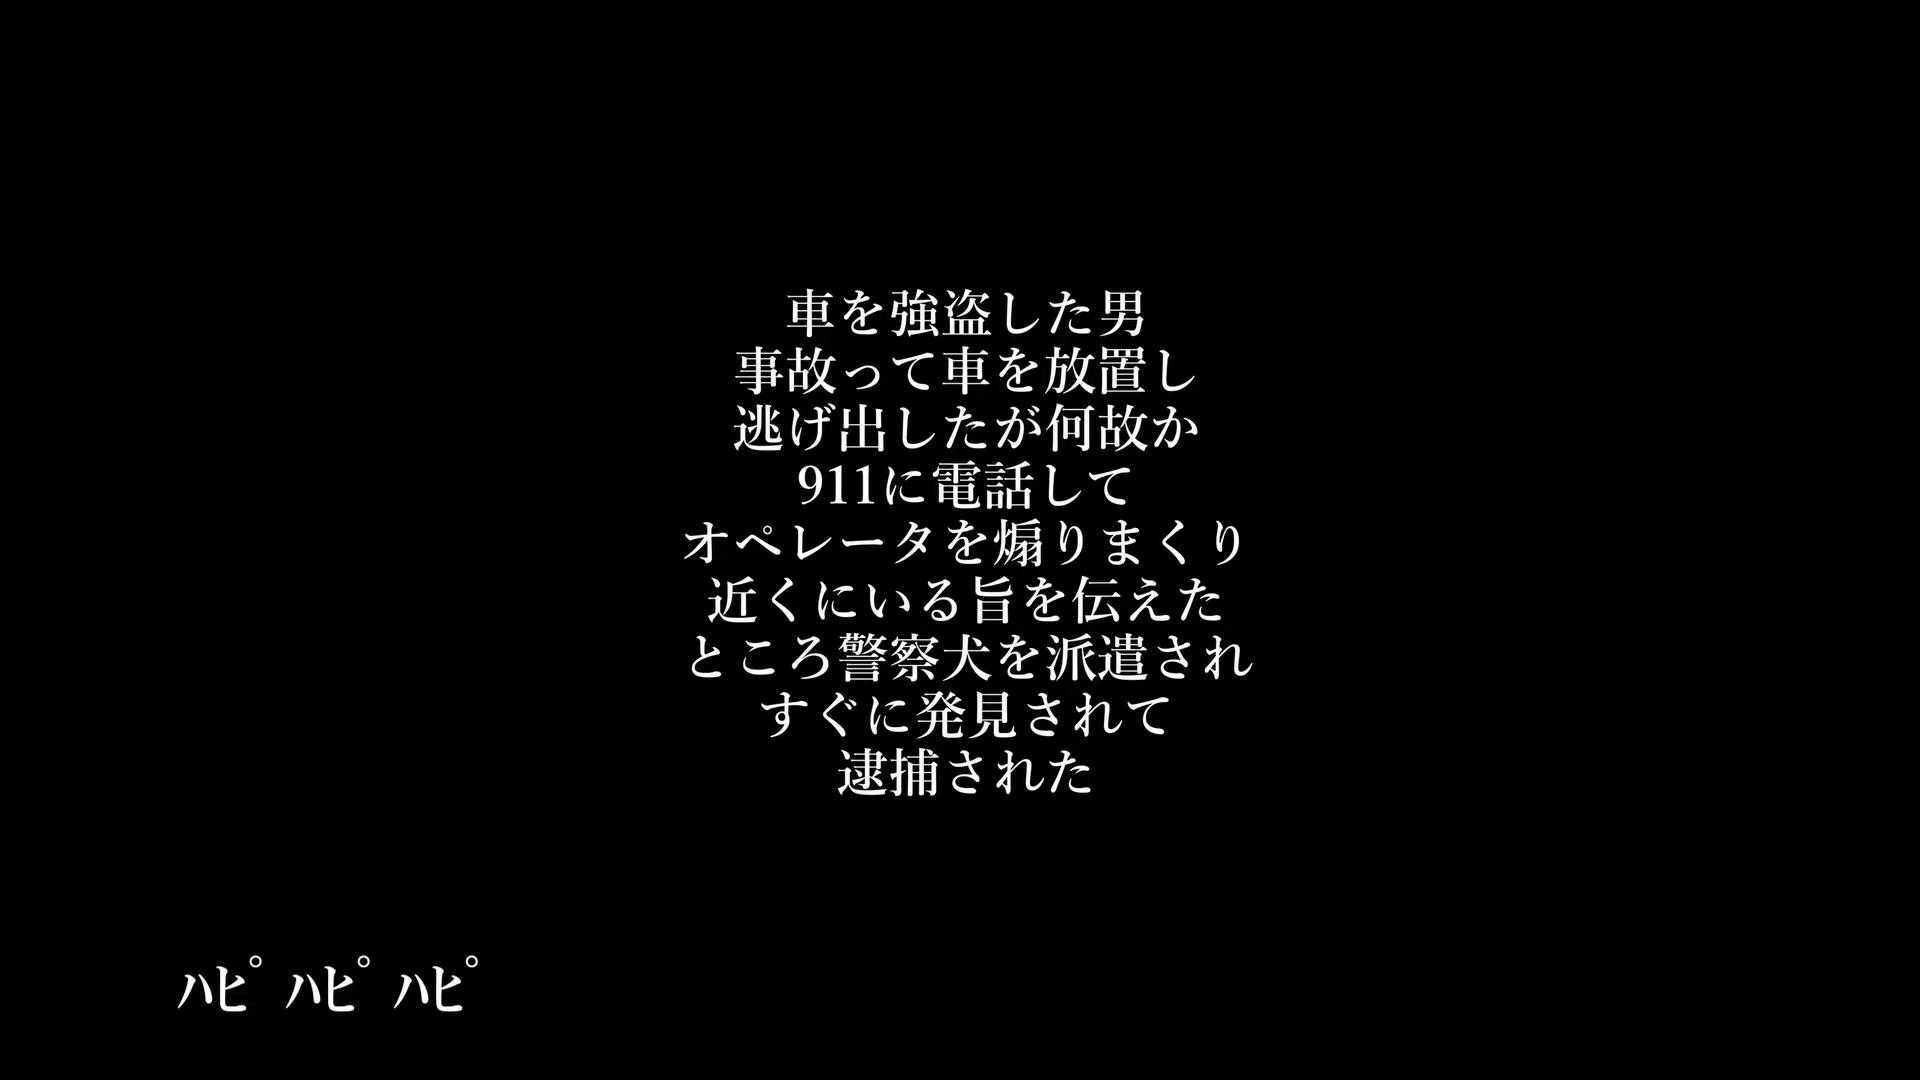 車を強盗した男
事故って車を放置し
逃げ出したが何故か
911に電話して
オペレータを煽りまくり
近くにいる旨を伝えた
ところ警察犬を派遣され
すぐに発見されて
逮捕された
ﾊﾋﾟ ﾊﾋﾟ ﾊﾋﾟ